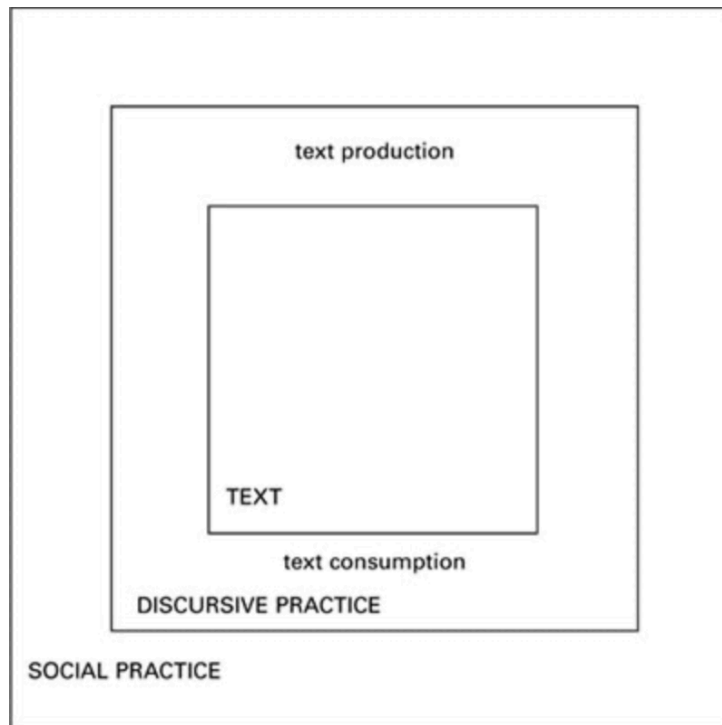 text production
TEXT
text consumption
DISCURSIVE PRACTICE
SOCIAL PRACTICE